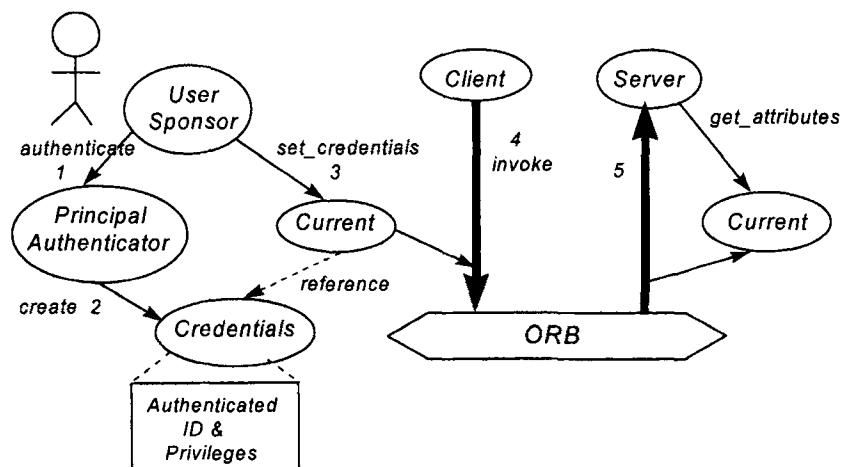 User
Sponsor
Client
Server
authenticate
1
set_credentials
3
4
invoke
5
get_attributes
Principal
Authenticator
Current
Current
create 2
reference
Credentials
ORB
Authenticated
ID &
Privileges